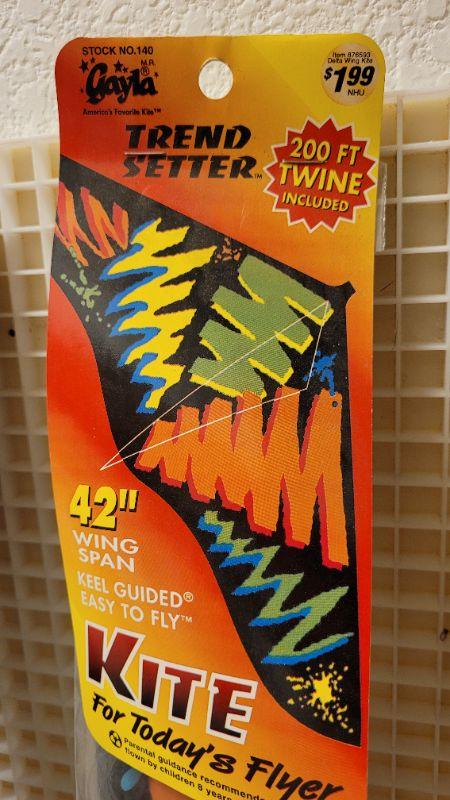 STOCK NO.140
M.R.
Gayla®
America's Favorite Kite™
Item 876593
Delta Wing Kite
$1.99
NHU
TREND
SETTER™
200 FT
TWINE
INCLUDED
42"
WING
SPAN
KEEL GUIDED®
EASY TO FLY™
KITE
For Today's Flyer
Parental guidance recommende
flown by children 8 years